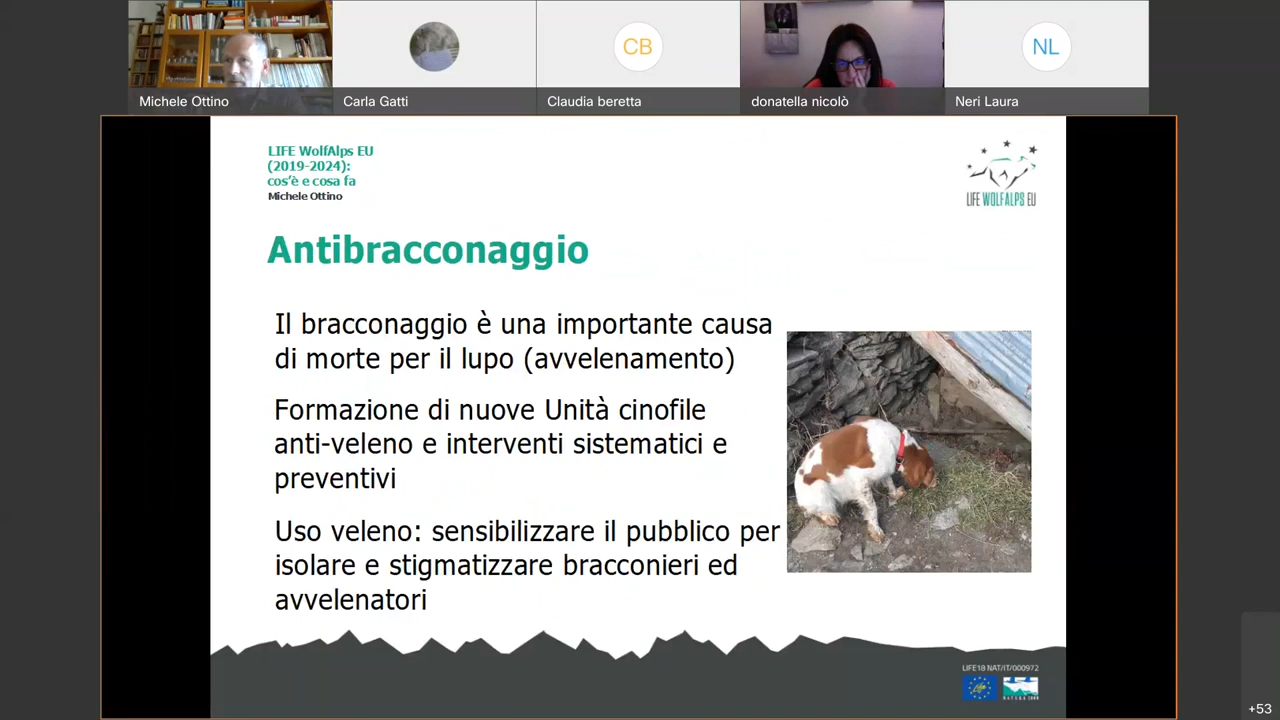 CB
NL
Michele Ottino
Carla Gatti
Claudia beretta
donatella nicolò
Neri Laura
LIFE WolfAlps EU
(2019-2024):
cos'è e cosa fa
Michele Ottino
LIFE WOLFALPS EU
Antibracconaggio
Il bracconaggio è una importante causa
di morte per il lupo (avvelenamento)
Formazione di nuove Unità cinofile
anti-veleno e interventi sistematici e
preventivi
Uso veleno: sensibilizzare il pubblico per
isolare e stigmatizzare bracconieri ed
avvelenatori
LIFE18 NAT/IT/000972
Life
NATURA 2000
+53